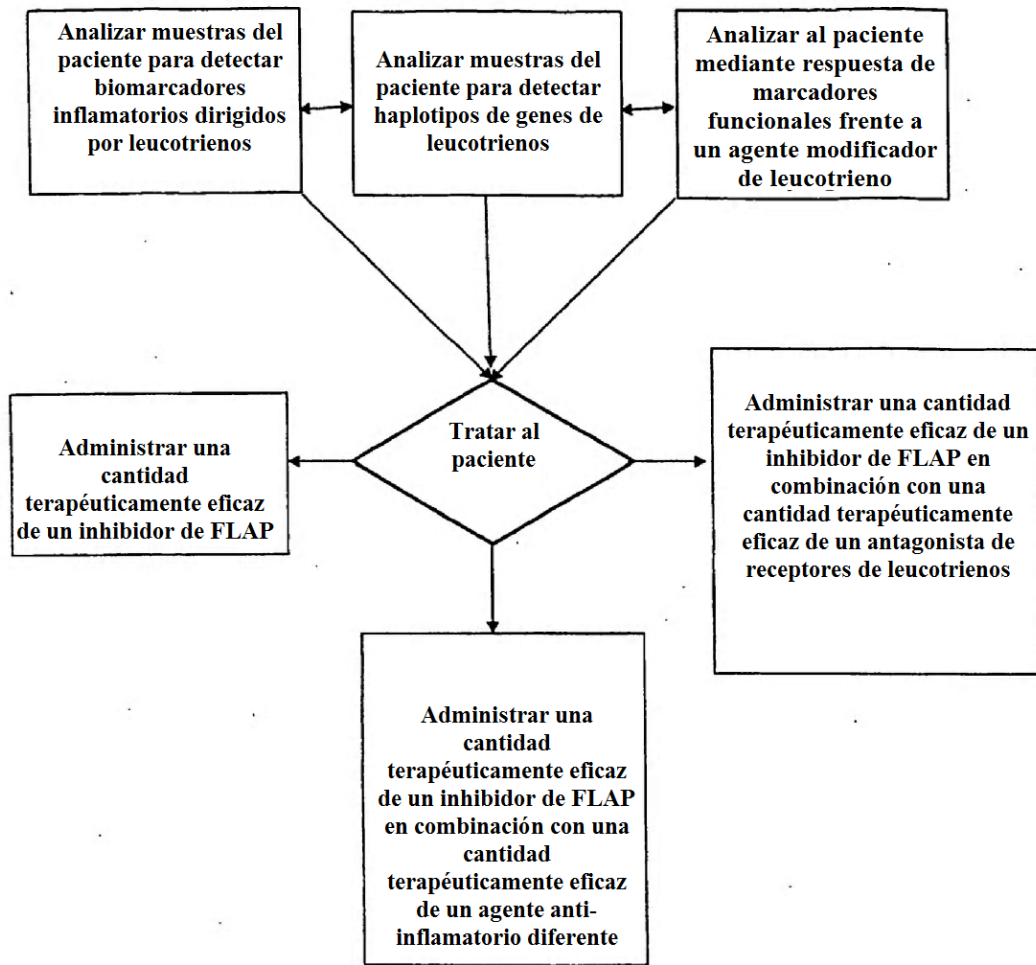 Analizar muestras del
paciente para detectar
biomarcadores
inflamatorios dirigidos
por leucotrienos
Analizar muestras del
paciente para detectar
haplotipos de genes de
leucotrienos
Analizar al paciente
mediante respuesta de
marcadores
funcionales frente a
un agente modificador
de leucotrieno
Tratar al
paciente
Administrar una
cantidad
terapéuticamente eficaz
de un inhibidor de FLAP
Administrar una cantidad
terapéuticamente eficaz de un
inhibidor de FLAP en
combinación con una
cantidad terapéuticamente
eficaz de un antagonista de
receptores de leucotrienos
Administrar una
cantidad
terapéuticamente eficaz
de un inhibidor de FLAP
en combinación con una
cantidad
terapéuticamente eficaz
de un agente anti-
inflamatorio diferente